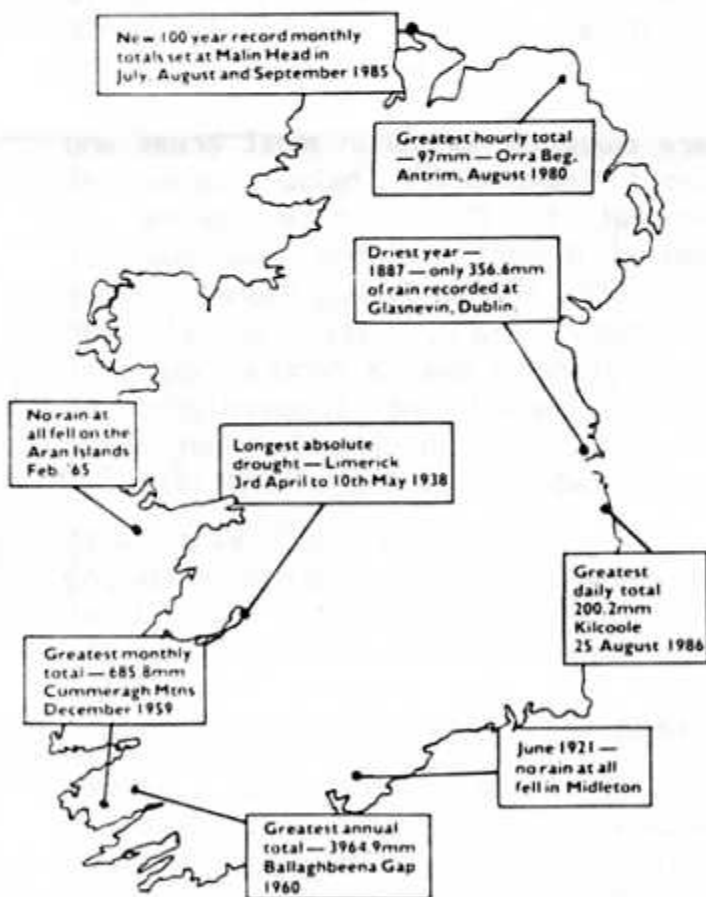 New 100 year record monthly
totals set at Malin Head in
July, August and September 1985
Greatest hourly total
— 97mm — Orra Beg,
Antrim, August 1980
Driest year —
1887 — only 356.6mm
of rain recorded at
Glasnevin, Dublin.
No rain at
all fell on the
Aran Islands
Feb. '65
Longest absolute
drought — Limerick
3rd April to 10th May 1938
Greatest
daily total
200.2mm
Kilcoole
25 August 1986
Greatest monthly
total — 685.8mm
Cummeragh Mtns
December 1959
June 1921 —
no rain at all
fell in Midleton
Greatest annual
total — 3964.9mm
Ballaghbeena Gap
1960